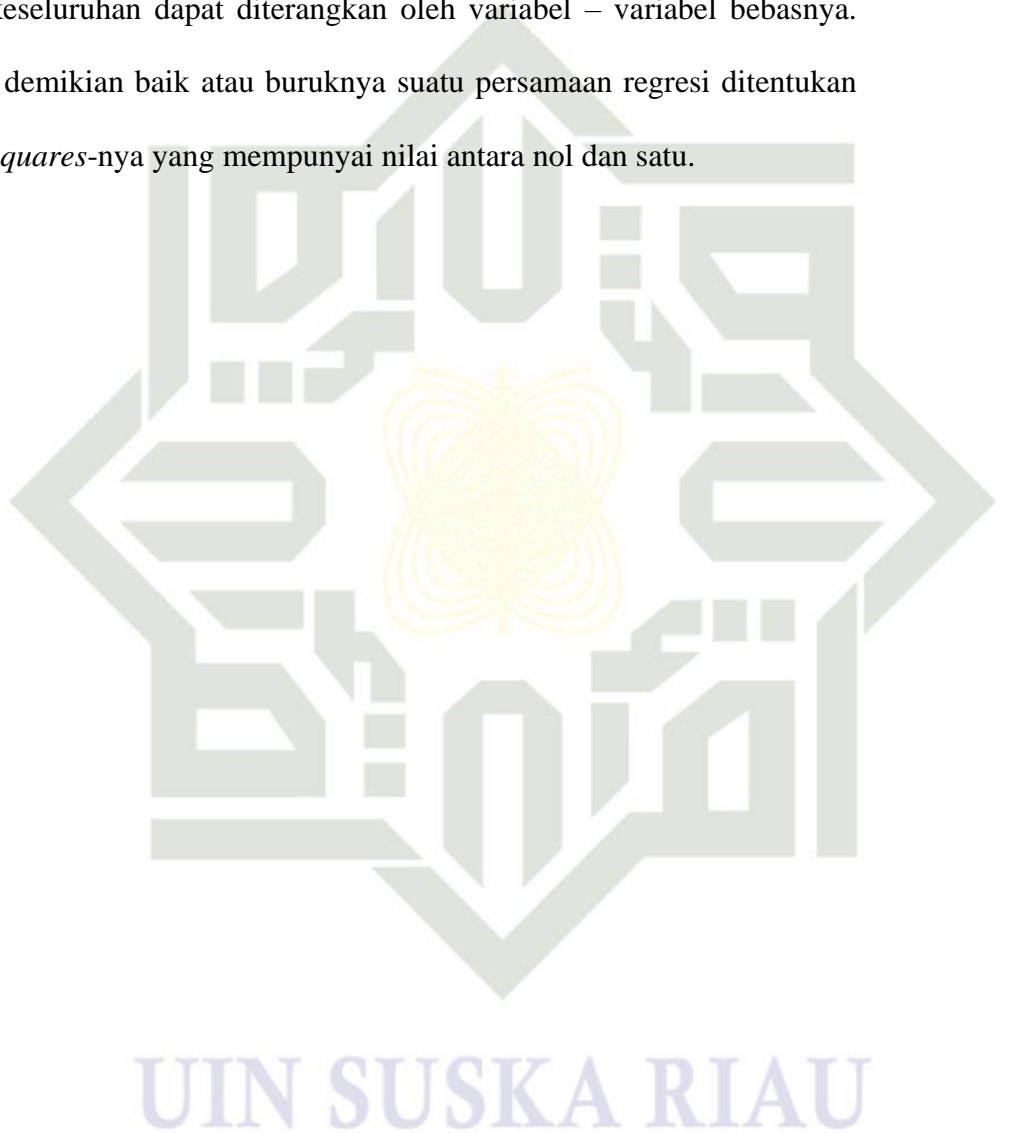 keseluruhan dapat diterangkan oleh variabel – variabel bebasnya.
demikian baik atau buruknya suatu persamaan regresi ditentukan
quares-nya yang mempunyai nilai antara nol dan satu.
UIN SUSKA RIAU